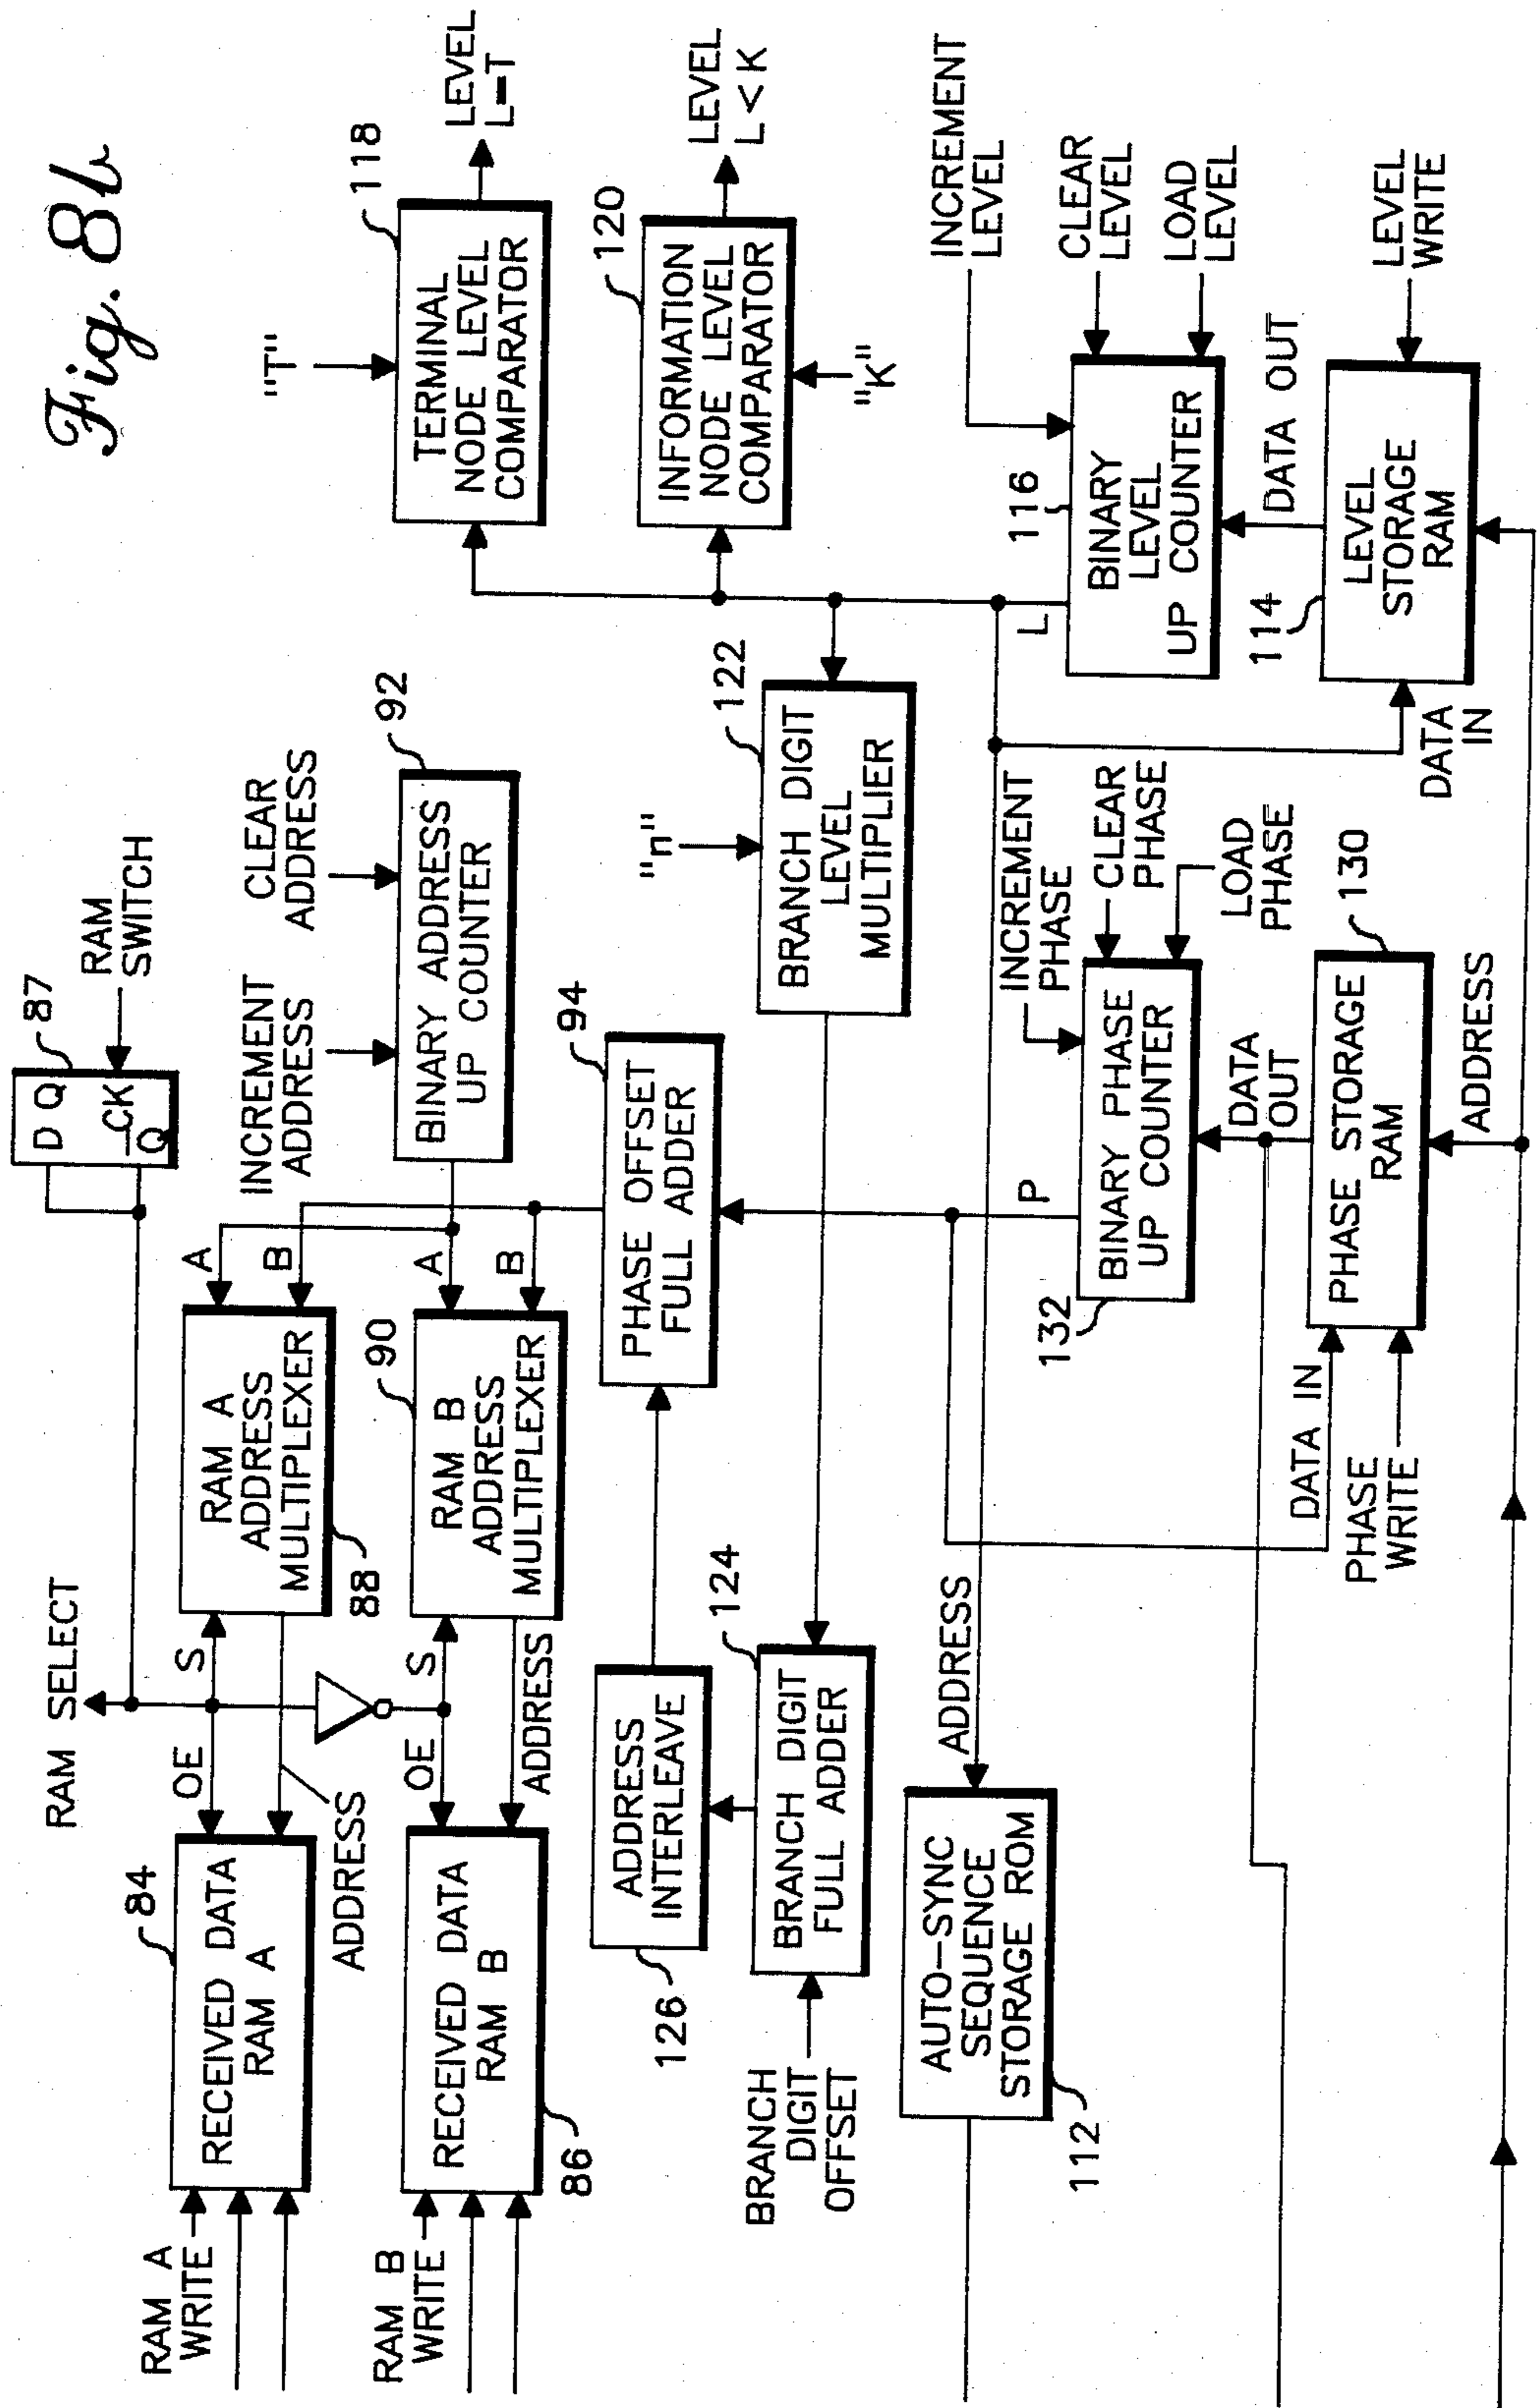 Fig. 8b
RAM A
WRITE
84
RECEIVED DATA
RAM A
ADDRESS
OE
RAM SELECT
S
RAM A
ADDRESS
MULTIPLEXER
88
A
B
D Q
CK
Q
87
RAM
SWITCH
RAM B
WRITE
RECEIVED DATA
RAM B
86
OE
ADDRESS
S
90
RAM B
ADDRESS
MULTIPLEXER
A
B
INCREMENT
ADDRESS
CLEAR
ADDRESS
BINARY ADDRESS
UP COUNTER
92
"T"
TERMINAL
NODE LEVEL
COMPARATOR
118
LEVEL
L=T
ADDRESS
INTERLEAVE
126
PHASE OFFSET
FULL ADDER
94
INFORMATION
NODE LEVEL
COMPARATOR
120
"K"
LEVEL
L<K
BRANCH
DIGIT
OFFSET
BRANCH DIGIT
FULL ADDER
124
"n"
BRANCH DIGIT
LEVEL
MULTIPLIER
122
AUTO-SYNC
SEQUENCE
STORAGE ROM
112
ADDRESS
P
BINARY PHASE
UP COUNTER
132
INCREMENT
PHASE
CLEAR
PHASE
LOAD
PHASE
L
116
BINARY
LEVEL
UP COUNTER
INCREMENT
LEVEL
CLEAR
LEVEL
LOAD
LEVEL
DATA IN
PHASE
WRITE
DATA
OUT
PHASE STORAGE
RAM
130
ADDRESS
DATA
IN
114
DATA OUT
LEVEL
STORAGE
RAM
LEVEL
WRITE